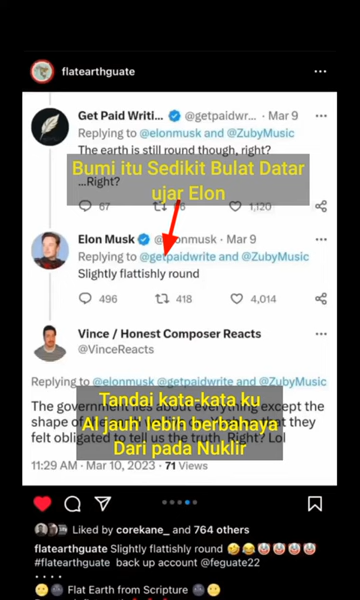 flatearthguate
Get Paid Writi... @getpaidwr... · Mar 9
Replying to @elonmusk and @ZubyMusic
The earth is still round though, right?
Bumi itu Sedikit Bulat Datar
ujar Elon
...Right?
67
1,120
Elon Musk @elonmusk · Mar 9
Replying to @getpaidwrite and @ZubyMusic
Slightly flattishly round
496 418 4,014
Vince / Honest Composer Reacts
@VinceReacts
Replying to @elonmusk @getpaidwrite and @ZubyMusic
The government lies about everything except the
Tandai kata-kata ku
AI jauh lebih berbahaya
Dari pada Nuklir
shape of they
felt obligated to tell us the truth. Right? Lol
11:29 AM · Mar 10, 2023 · 71 Views
Liked by corekane_ and 764 others
flatearthguate Slightly flattishly round 🤣😂🤡🤡🤡🤡
#flatearthguate back up account @feguate22
• • • •
🌕🌚 Flat Earth from Scripture 🌚🌕